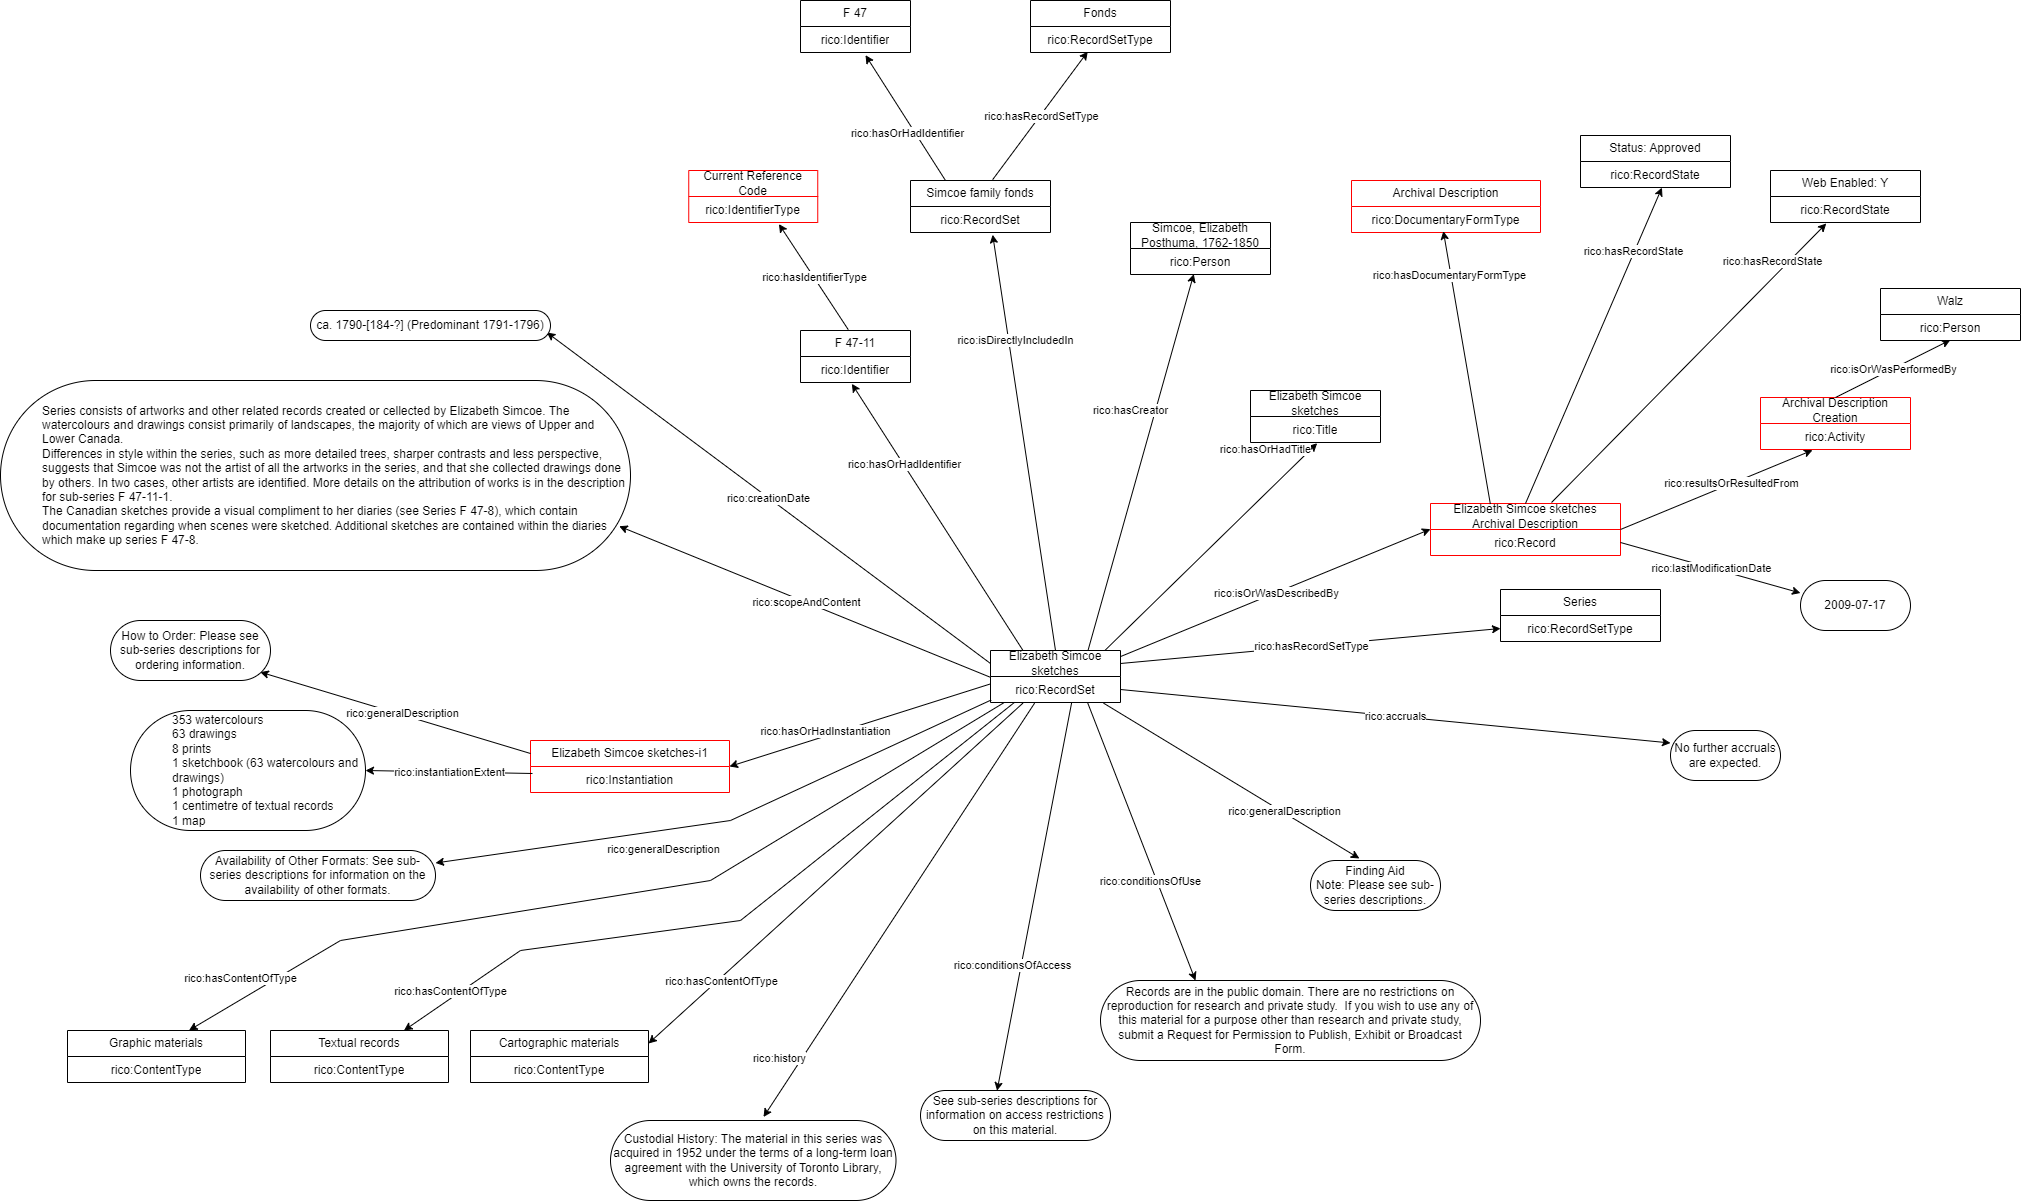 F 47
rico:Identifier
Fonds
rico:RecordSetType
rico:hasOrHadIdentifier
rico:hasRecordSetType
Current Reference
Code
rico:IdentifierType
Simcoe family fonds
rico:RecordSet
Simcoe, Elizabeth
Posthuma, 1762-1850
rico:Person
Archival Description
rico:DocumentaryFormType
Status: Approved
rico:RecordState
Web Enabled: Y
rico:RecordState
rico:hasIdentifierType
rico:hasDocumentaryFormType
rico:hasRecordState
rico:hasRecordState
Walz
rico:Person
ca. 1790-[184-?] (Predominant 1791-1796)
F 47-11
rico:Identifier
rico:isDirectlyIncludedIn
rico:isOrWasPerformedBy
rico:hasCreator
Elizabeth Simcoe
sketches
rico:Title
Archival Description
Creation
rico:Activity
Series consists of artworks and other related records created or cellected by Elizabeth Simcoe. The
watercolours and drawings consist primarily of landscapes, the majority of which are views of Upper and
Lower Canada.
Differences in style within the series, such as more detailed trees, sharper contrasts and less perspective,
suggests that Simcoe was not the artist of all the artworks in the series, and that she collected drawings done
by others. In two cases, other artists are identified. More details on the attribution of works is in the description
for sub-series F 47-11-1.
The Canadian sketches provide a visual compliment to her diaries (see Series F 47-8), which contain
documentation regarding when scenes were sketched. Additional sketches are contained within the diaries
which make up series F 47-8.
rico:creationDate
rico:hasOrHadIdentifier
rico:hasOrHadTitle
rico:resultsOrResultedFrom
Elizabeth Simcoe sketches
Archival Description
rico:Record
rico:lastModificationDate
2009-07-17
rico:scopeAndContent
rico:isOrWasDescribedBy
Series
rico:RecordSetType
rico:hasRecordSetType
Elizabeth Simcoe
sketches
rico:RecordSet
How to Order: Please see
sub-series descriptions for
ordering information.
rico:generalDescription
rico:hasOrHadInstantiation
rico:accruals
353 watercolours
63 drawings
8 prints
1 sketchbook (63 watercolours and
drawings)
1 photograph
1 centimetre of textual records
1 map
rico:instantiationExtent
Elizabeth Simcoe sketches-i1
rico:Instantiation
No further accruals
are expected.
rico:generalDescription
rico:generalDescription
Availability of Other Formats: See sub-
series descriptions for information on the
availability of other formats.
rico:conditionsOfUse
Finding Aid
Note: Please see sub-
series descriptions.
rico:hasContentOfType
rico:hasContentOfType
rico:hasContentOfType
rico:conditionsOfAccess
Records are in the public domain. There are no restrictions on
reproduction for research and private study.  If you wish to use any of
this material for a purpose other than research and private study,
submit a Request for Permission to Publish, Exhibit or Broadcast
Form.
Graphic materials
rico:ContentType
Textual records
rico:ContentType
Cartographic materials
rico:ContentType
rico:history
See sub-series descriptions for
information on access restrictions
on this material.
Custodial History: The material in this series was
acquired in 1952 under the terms of a long-term loan
agreement with the University of Toronto Library,
which owns the records.